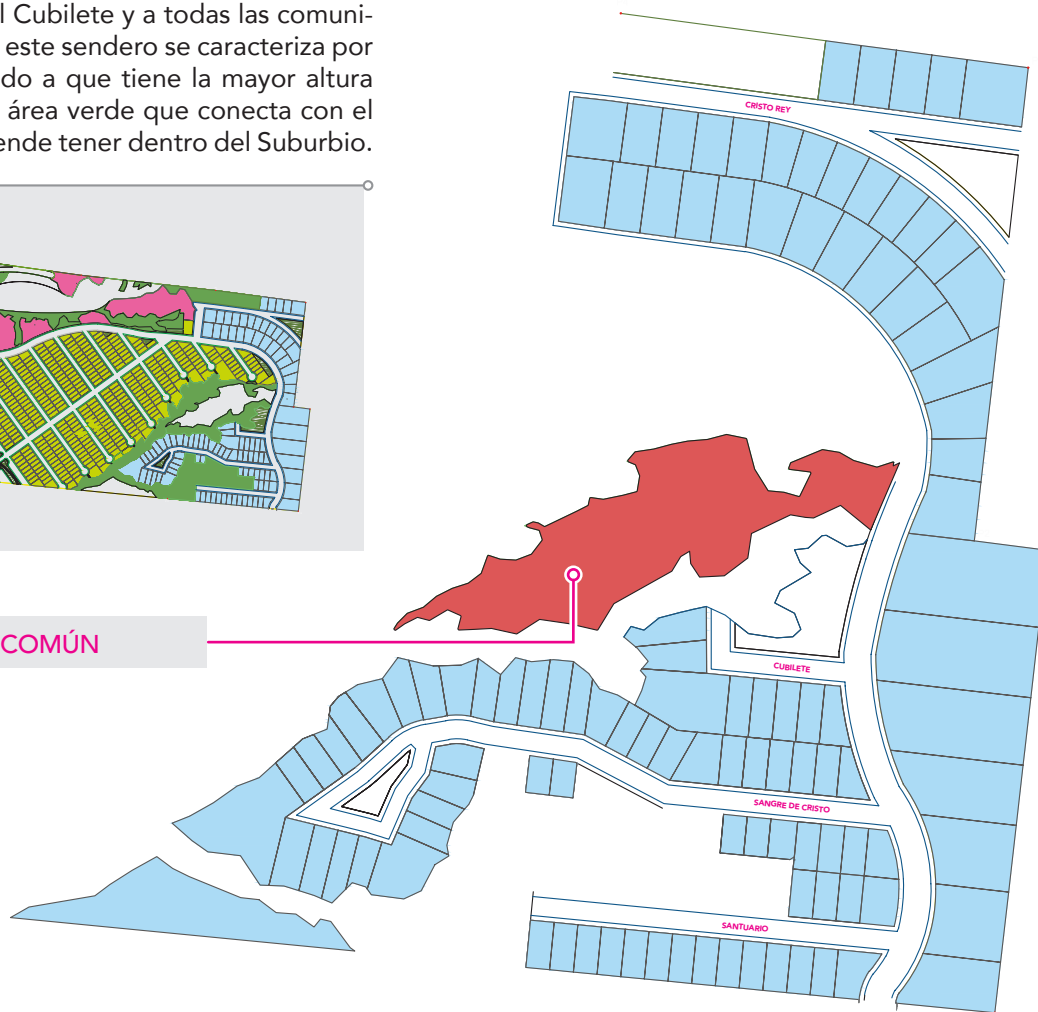 l Cubilete y a todas las comuni-
este sendero se caracteriza por
do a que tiene la mayor altura
área verde que conecta con el
ende tener dentro del Suburbio.
CRISTO REY
COMÚN
CUBILETE
SANGRE DE CRISTO
SANTUARIO